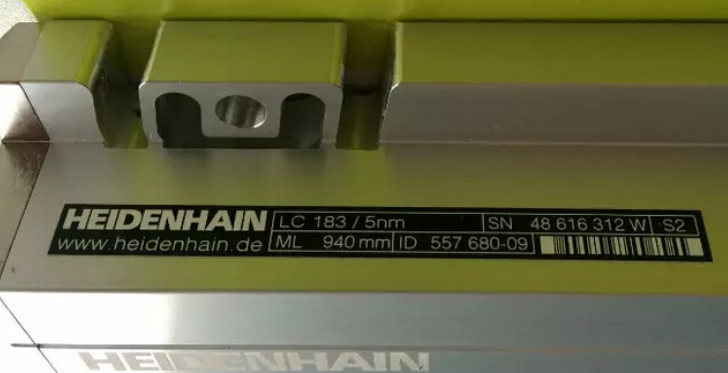 HEIDENHAIN LC 183 / 5nm SN 48 616 312 W S2
www.heidenhain.de ML 940 mm ID 557 680-09
HEIDENHAIN